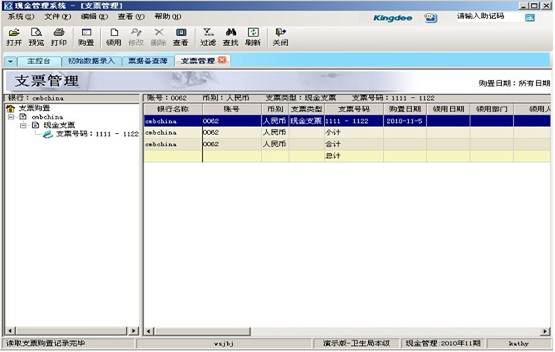 现金管理系统 - [支票管理]
系统(S) 文件(F) 编辑(E) 查看(V) 帮助(H)
Kingdee 请输入助记码
打开 预览 打印 购置 领用 修改 删除 查看 过滤 查找 刷新 关闭
主控台 初始数据录入 票据备查簿 支票管理
支票管理 购置日期：所有日期
银行：cmbchina 账号：0062 币别：人民币 支票类型：现金支票 支票号码：1111 - 1122
支票购置
cmbchina
现金支票
支票号码：1111 - 1122
银行名称 账号 币别 支票类型 支票号码 购置日期 领用日期 领用部门 领用人
cmbchina 0062 人民币 现金支票 1111 - 1122 2010-11-5
cmbchina 0062 人民币 小计
cmbchina 0062 人民币 合计
总计
读取支票购置记录完毕 wsjbj 演示版-卫生局本级 现金管理:2010年11期 kathy